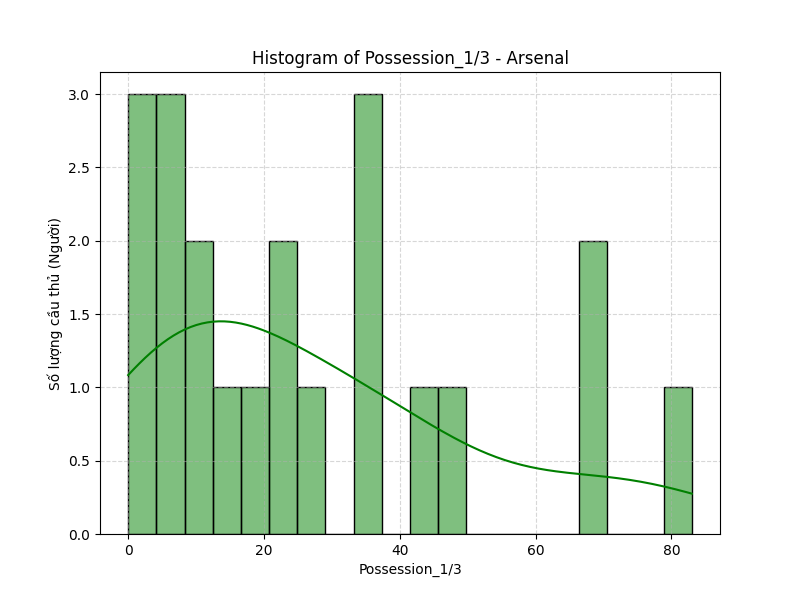 Histogram of Possession_1/3 - Arsenal
3.0
2.5
2.0
1.5
1.0
0.5
0.0
Số lượng cầu thủ (Người)
0 20 40 60 80
Possession_1/3